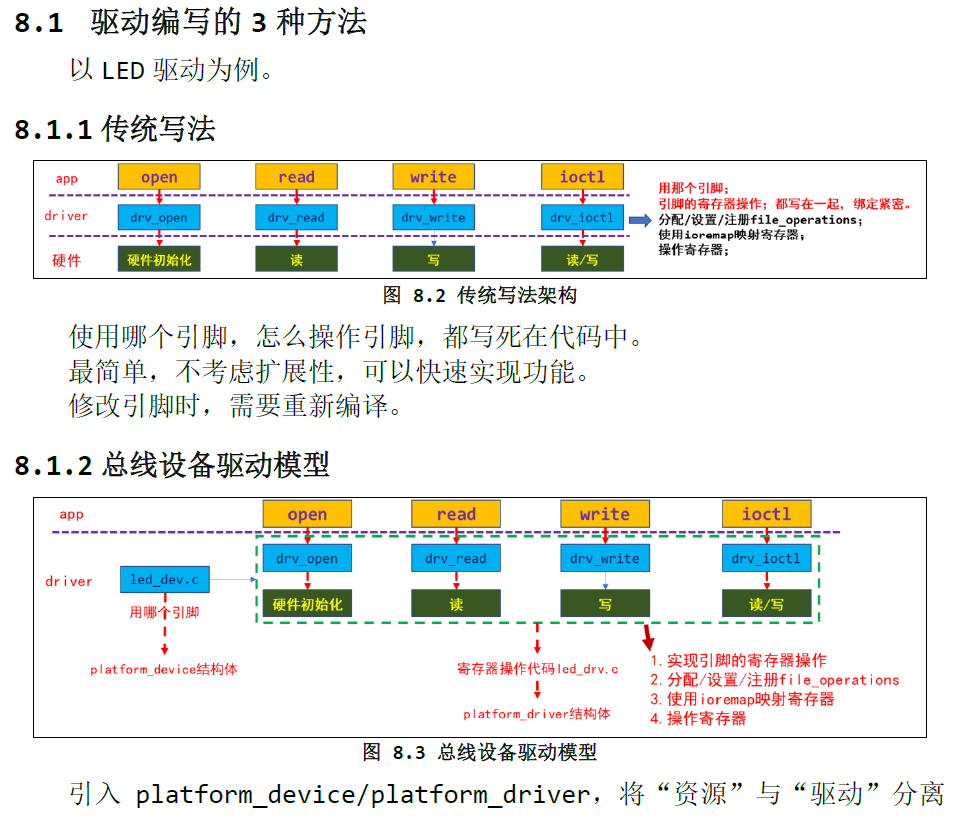 8.1 驱动编写的 3 种方法
以 LED 驱动为例。
8.1.1 传统写法
app open read write ioctl
driver drv_open drv_read drv_write drv_ioctl
硬件 硬件初始化 读 写 读/写
用那个引脚;
引脚的寄存器操作; 都写在一起, 绑定紧密。
分配/设置/注册file_operations;
使用ioremap映射寄存器;
操作寄存器;
图 8.2 传统写法架构
使用哪个引脚，怎么操作引脚，都写死在代码中。
最简单，不考虑扩展性，可以快速实现功能。
修改引脚时，需要重新编译。
8.1.2 总线设备驱动模型
app open read write ioctl
drv_open drv_read drv_write drv_ioctl
driver led_dev.c
硬件初始化 读 写 读/写
用哪个引脚
platform_device结构体
寄存器操作代码led_drv.c
platform_driver结构体
1. 实现引脚的寄存器操作
2. 分配/设置/注册file_operations
3. 使用ioremap映射寄存器
4. 操作寄存器
图 8.3 总线设备驱动模型
引入 platform_device/platform_driver，将“资源”与“驱动”分离